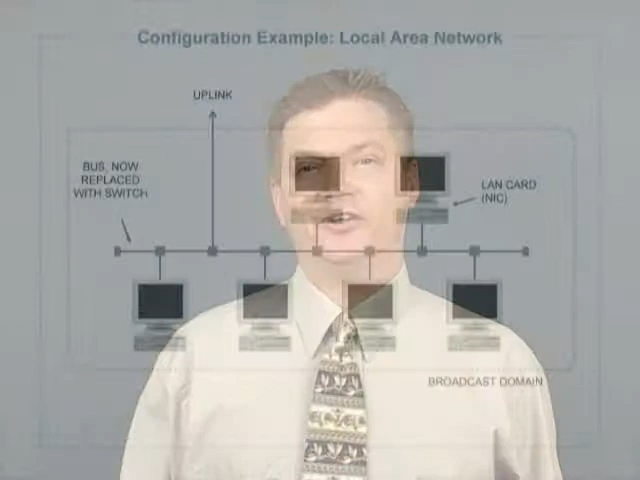 Configuration Example: Local Area Network
UPLINK
BUS, NOW
REPLACED
WITH SWITCH
LAN CARD
(NIC)
BROADCAST DOMAIN